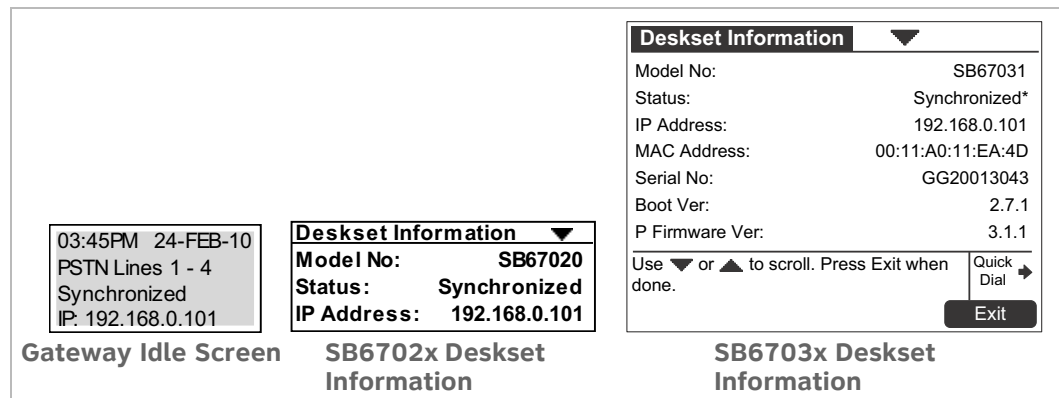 03:45PM 24-FEB-10
PSTN Lines 1 - 4
Synchronized
IP: 192.168.0.101
Gateway Idle Screen
Deskset Information
Model No: SB67020
Status: Synchronized
IP Address: 192.168.0.101
SB6702x Deskset
Information
Deskset Information
Model No: SB67031
Status: Synchronized*
IP Address: 192.168.0.101
MAC Address: 00:11:A0:11:EA:4D
Serial No: GG20013043
Boot Ver: 2.7.1
P Firmware Ver: 3.1.1
Use ▼ or ▲ to scroll. Press Exit when
done.
Quick
Dial
Exit
SB6703x Deskset
Information